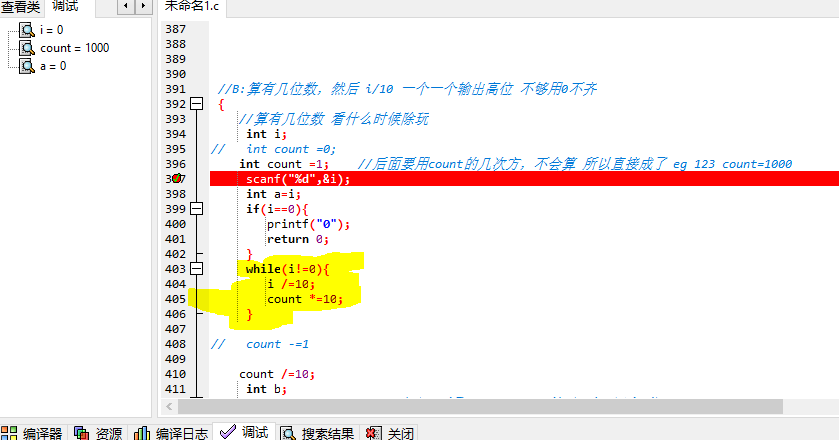 查看类 调试
未命名1.c
i = 0
count = 1000
a = 0
387
388
389
390
391 //B:算有几位数，然后 i/10 一个一个输出高位 不够用0不齐
392 {
393 //算有几位数 看什么时候除玩
394 int i;
395 // int count =0;
396 int count =1; //后面要用count的几次方，不会算 所以直接成了 eg 123 count=1000
397 scanf("%d",&i);
398 int a=i;
399 if(i==0){
400 printf("0");
401 return 0;
402 }
403 while(i!=0){
404 i /=10;
405 count *=10;
406 }
407
408 // count -=1
409
410 count /=10;
411 int b;
编译器 资源 编译日志 调试 搜索结果 关闭